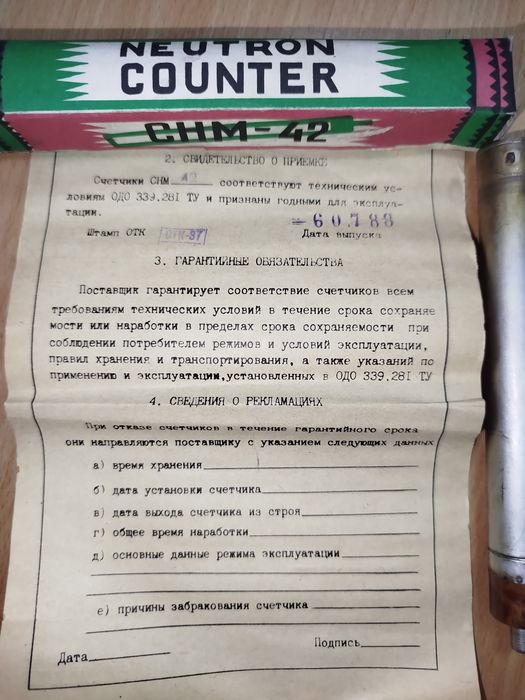 NEUTRON
COUNTER
СНМ-42
2. СВИДЕТЕЛЬСТВО О ПРИЕМКЕ
Счетчики СНМ 42 соответствуют техническим ус-
ловиям ОДО 339.281 ТУ и признаны годными для эксплуа-
тации.
60.788
Штамп ОТК ОТК-37 Дата выпуска
3. ГАРАНТИЙНЫЕ ОБЯЗАТЕЛЬСТВА
Поставщик гарантирует соответствие счетчиков всем
требованиям технических условий в течение срока сохраняе
мости или наработки в пределах срока сохраняемости при
соблюдении потребителем режимов и условий эксплуатации,
правил хранения и транспортирования, а также указаний по
применению и эксплуатации,установленных в ОДО 339.281 ТУ
4. СВЕДЕНИЯ О РЕКЛАМАЦИЯХ
При отказе счетчиков в течение гарантийного срока
они направляются поставщику с указанием следующих данных
а) время хранения
б) дата установки счетчика
в) дата выхода счетчика из строя
г) общее время наработки
д) основные данные режима эксплуатации
е) причины забракования счетчика
Подпись
Дата